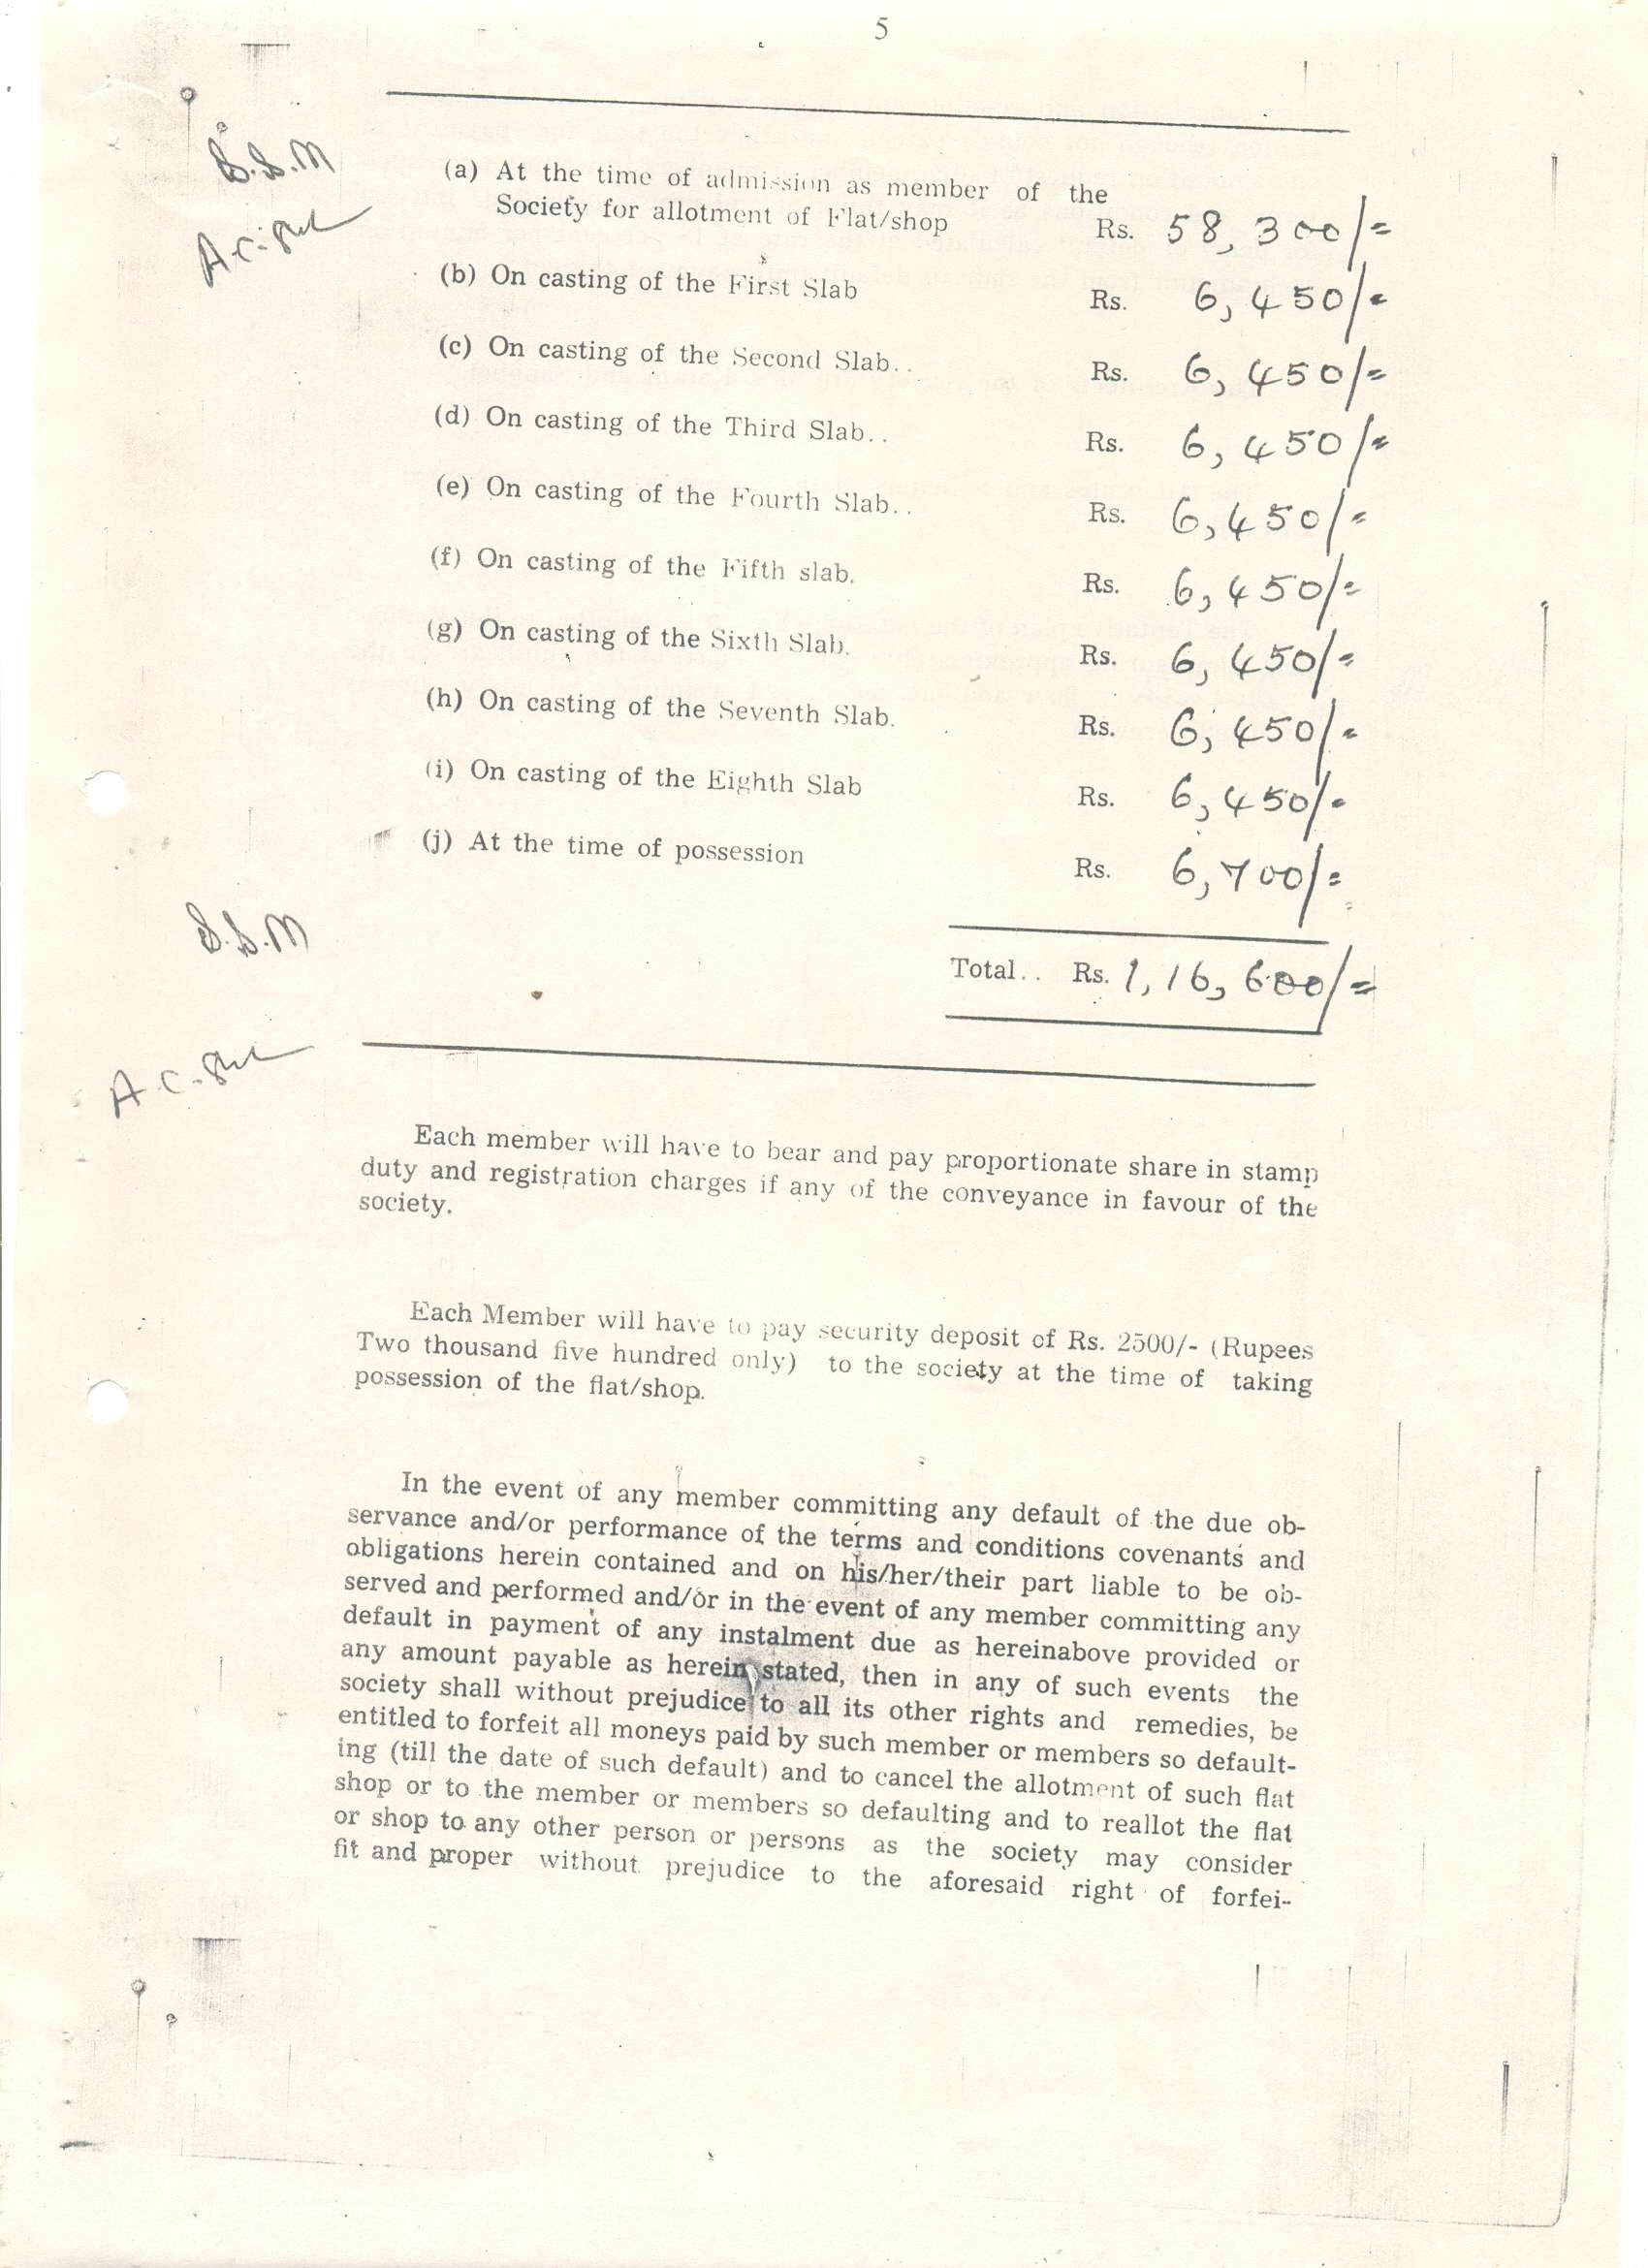 5
S.S.M
(a) At the time of admission as member of the
Society for allotment of Flat/shop Rs. 58,300/=
A.C.
(b) On casting of the First Slab Rs. 6,450/=
(c) On casting of the Second Slab.. Rs. 6,450/=
(d) On casting of the Third Slab.. Rs. 6,450/=
(e) On casting of the Fourth Slab.. Rs. 6,450/=
(f) On casting of the Fifth slab. Rs. 6,450/=
(g) On casting of the Sixth Slab. Rs. 6,450/=
(h) On casting of the Seventh Slab. Rs. 6,450/=
(i) On casting of the Eighth Slab Rs. 6,450/=
(j) At the time of possession Rs. 6,700/=
S.S.M
Total.. Rs. 1,16,600/=
A.C.
Each member will have to bear and pay proportionate share in stamp
duty and registration charges if any of the conveyance in favour of the
society.
Each Member will have to pay security deposit of Rs. 2500/- (Rupees
Two thousand five hundred only) to the society at the time of taking
possession of the flat/shop.
In the event of any member committing any default of the due ob-
servance and/or performance of the terms and conditions covenants and
obligations herein contained and on his/her/their part liable to be ob-
served and performed and/or in the event of any member committing any
default in payment of any instalment due as hereinabove provided or
any amount payable as herein stated, then in any of such events the
society shall without prejudice to all its other rights and remedies, be
entitled to forfeit all moneys paid by such member or members so default-
ing (till the date of such default) and to cancel the allotment of such flat
shop or to the member or members so defaulting and to reallot the flat
or shop to any other person or persons as the society may consider
fit and proper without prejudice to the aforesaid right of forfei-